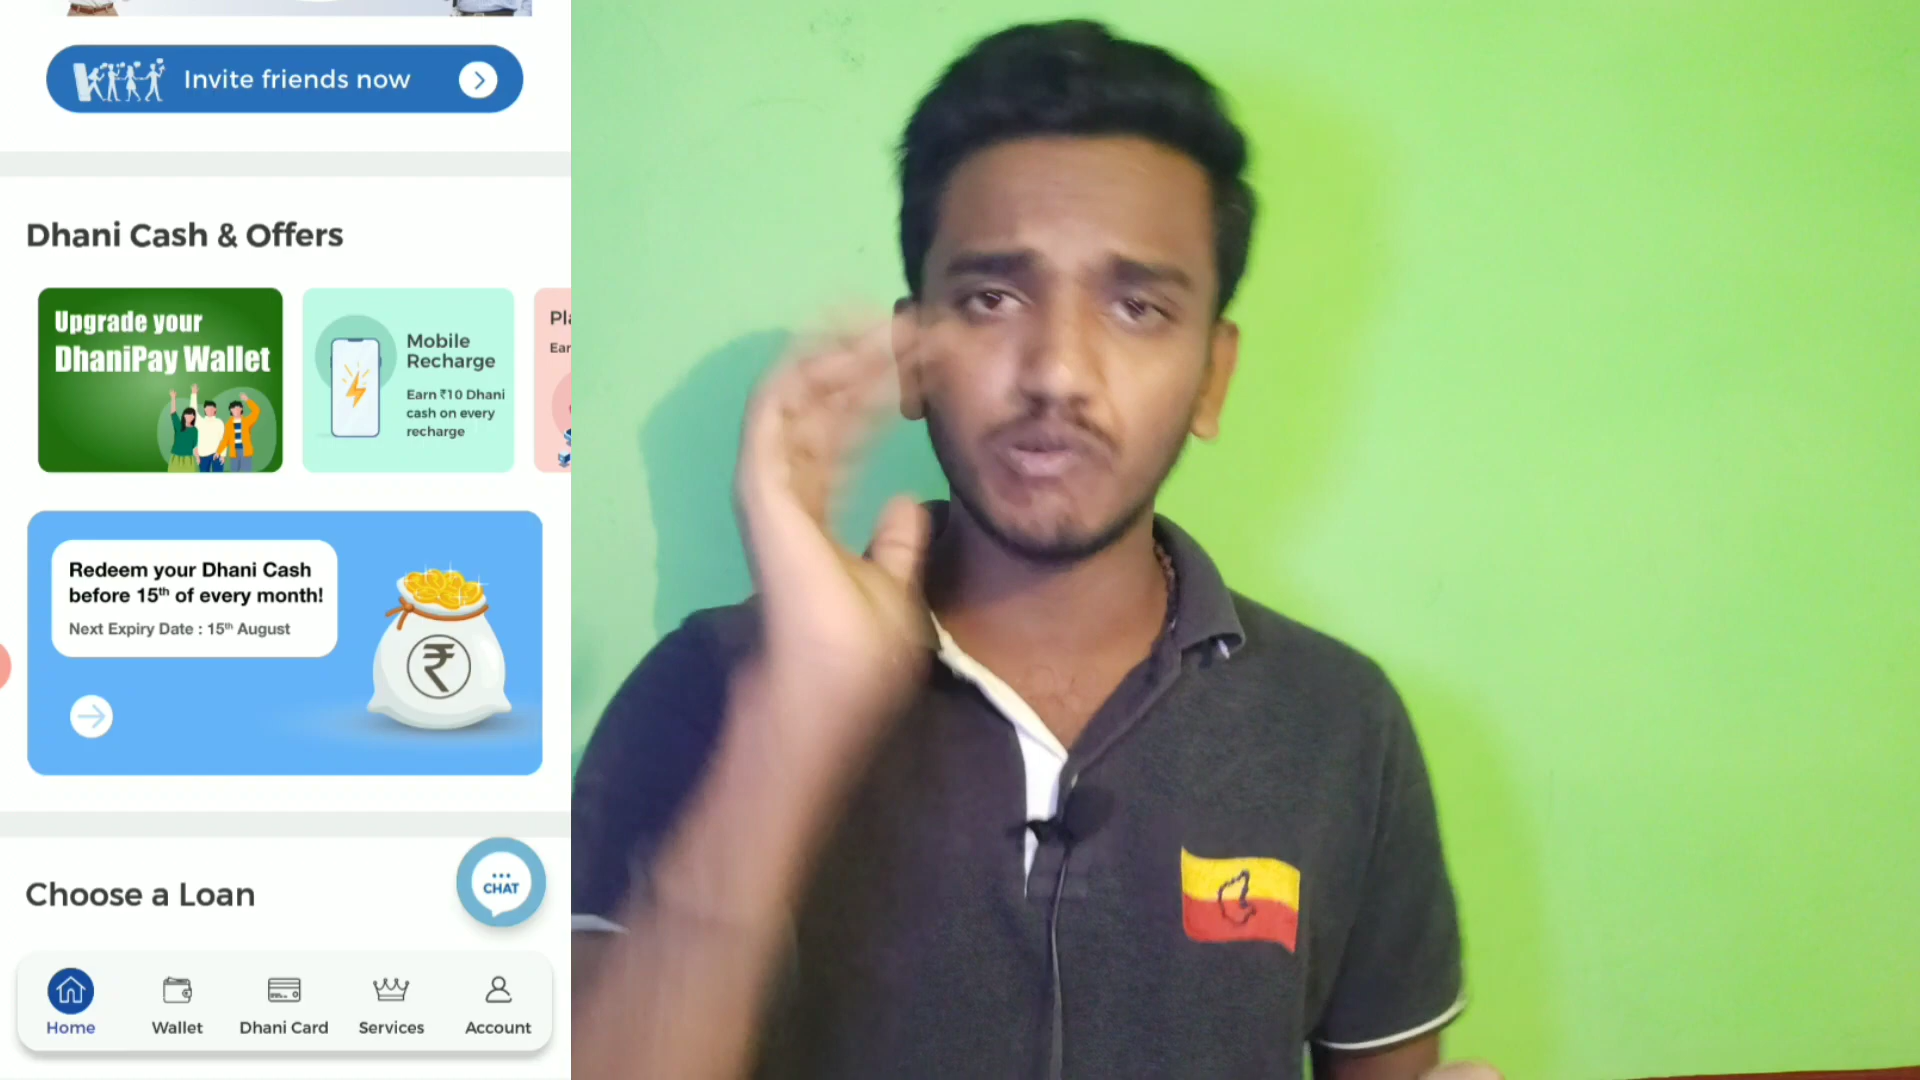 Invite friends now
Dhani Cash & Offers
Upgrade your
DhaniPay Wallet
Mobile
Recharge
Earn ₹10 Dhani
cash on every
recharge
Redeem your Dhani Cash
before 15th of every month!
Next Expiry Date : 15th August
₹
Choose a Loan
CHAT
Home
Wallet
Dhani Card
Services
Account